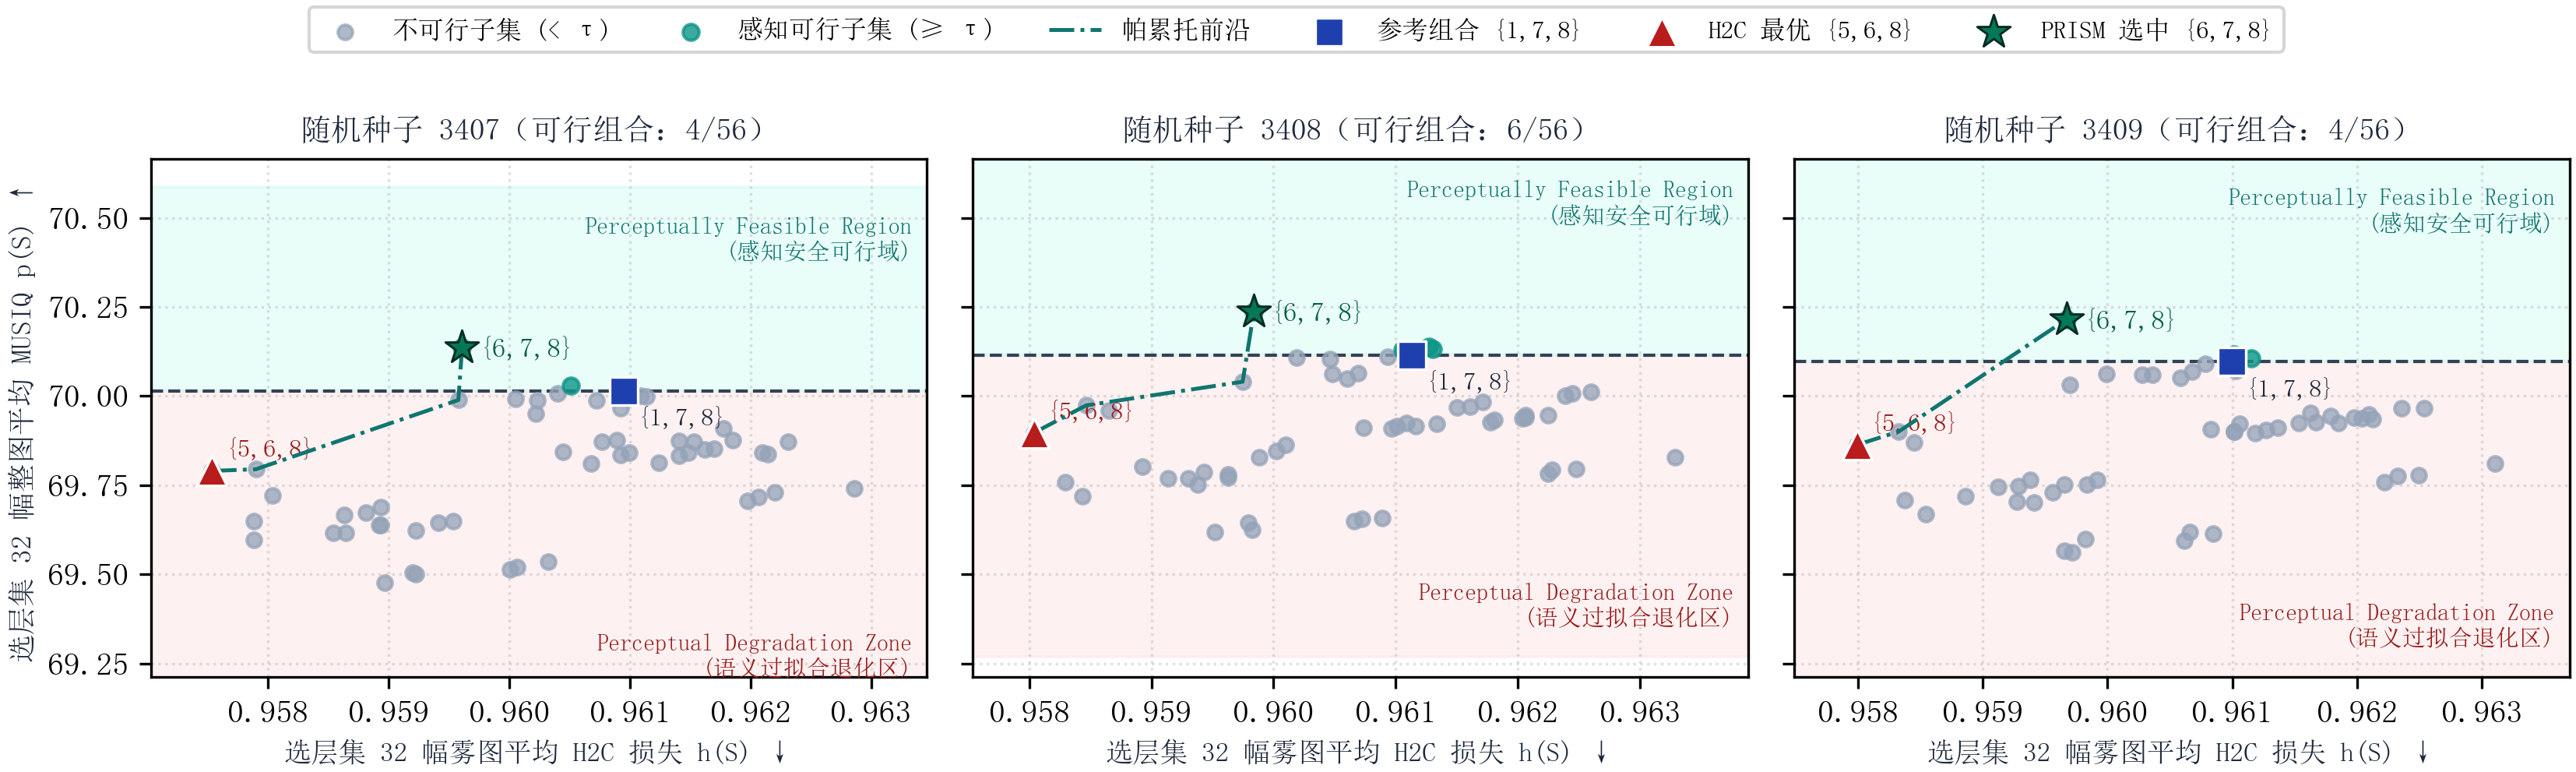 不可行子集 (< τ)
感知可行子集 (≥ τ)
帕累托前沿
参考组合 {1,7,8}
H2C 最优 {5,6,8}
PRISM 选中 {6,7,8}
随机种子 3407（可行组合：4/56）
随机种子 3408（可行组合：6/56）
随机种子 3409（可行组合：4/56）
选层集 32 幅整图平均 MUSIQ p(S) ↑
70.50
70.25
70.00
69.75
69.50
69.25
Perceptually Feasible Region
(感知安全可行域)
{6,7,8}
{1,7,8}
{5,6,8}
Perceptual Degradation Zone
(语义过拟合退化区)
0.958 0.959 0.960 0.961 0.962 0.963
选层集 32 幅雾图平均 H2C 损失 h(S) ↓
Perceptually Feasible Region
(感知安全可行域)
{6,7,8}
{1,7,8}
{5,6,8}
Perceptual Degradation Zone
(语义过拟合退化区)
0.958 0.959 0.960 0.961 0.962 0.963
选层集 32 幅雾图平均 H2C 损失 h(S) ↓
Perceptually Feasible Region
(感知安全可行域)
{6,7,8}
{1,7,8}
{5,6,8}
Perceptual Degradation Zone
(语义过拟合退化区)
0.958 0.959 0.960 0.961 0.962 0.963
选层集 32 幅雾图平均 H2C 损失 h(S) ↓